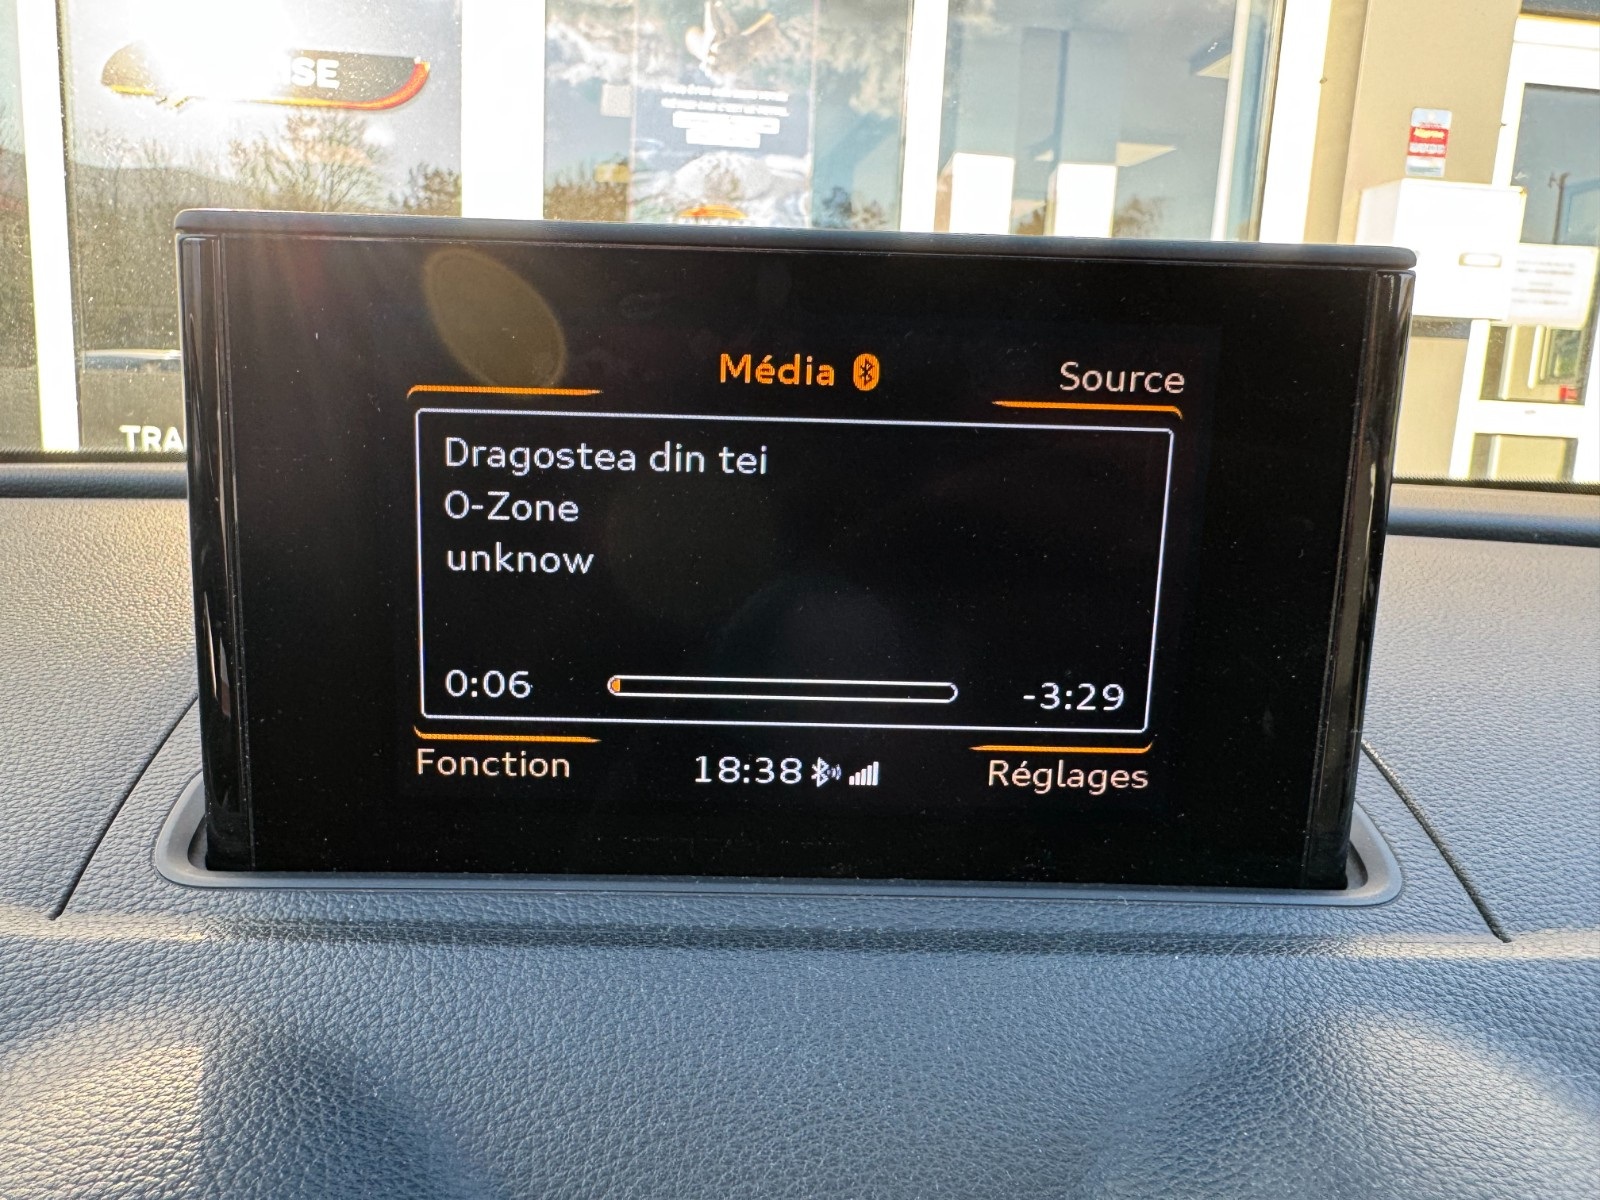 TRA
Média
Source
Dragostea din tei
O-Zone
unknow
0:06
-3:29
Fonction
18:38
Réglages